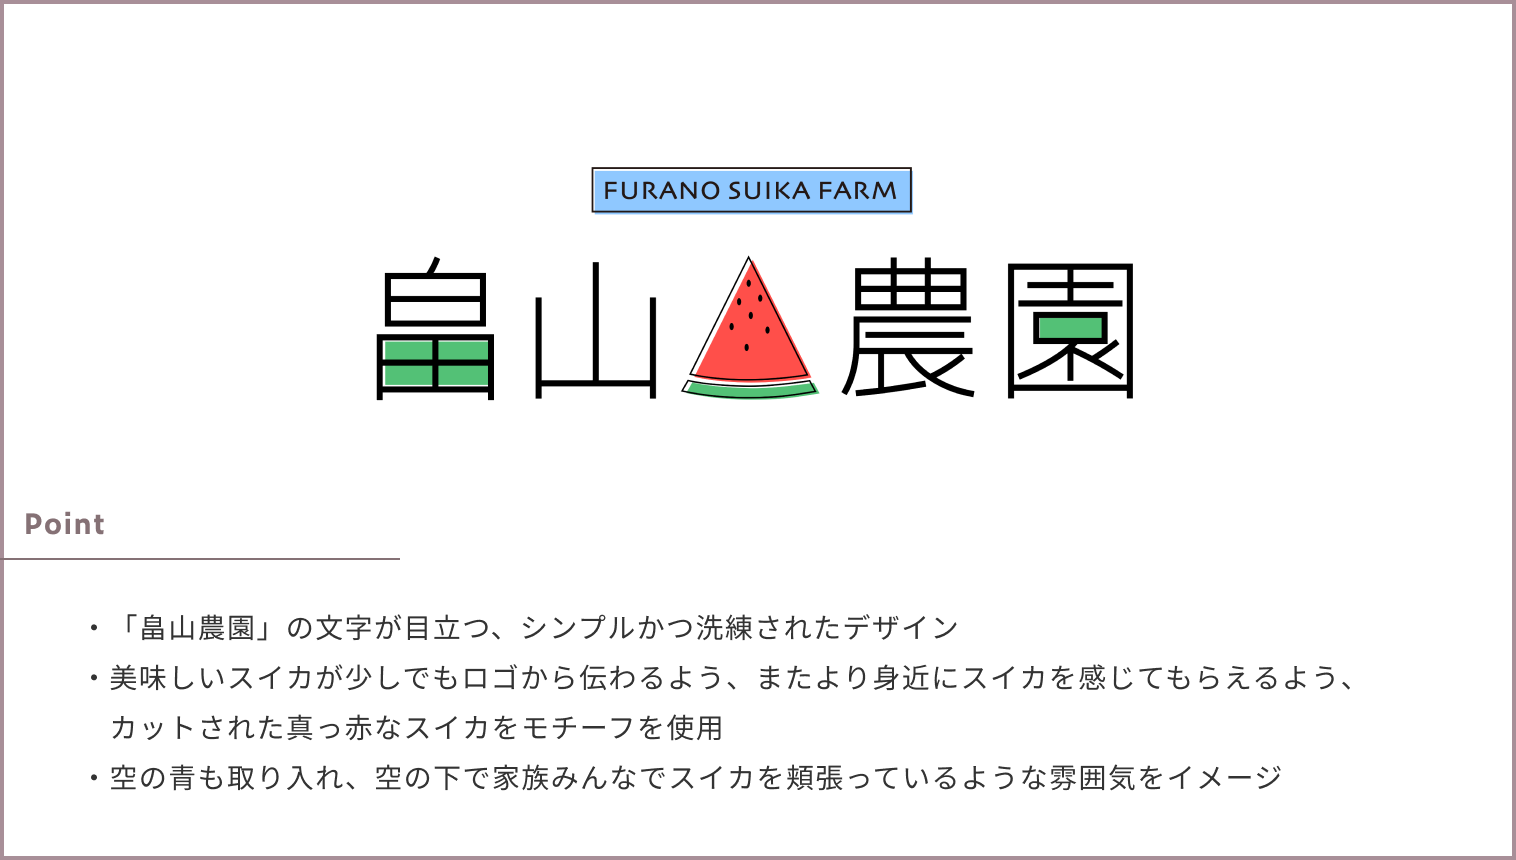 FURANO SUIKA FARM
畠山農園
Point
・「畠山農園」の文字が目立つ、シンプルかつ洗練されたデザイン
・美味しいスイカが少しでもロゴから伝わるよう、またより身近にスイカを感じてもらえるよう、
カットされた真っ赤なスイカをモチーフを使用
・空の青も取り入れ、空の下で家族みんなでスイカを頬張っているような雰囲気をイメージ